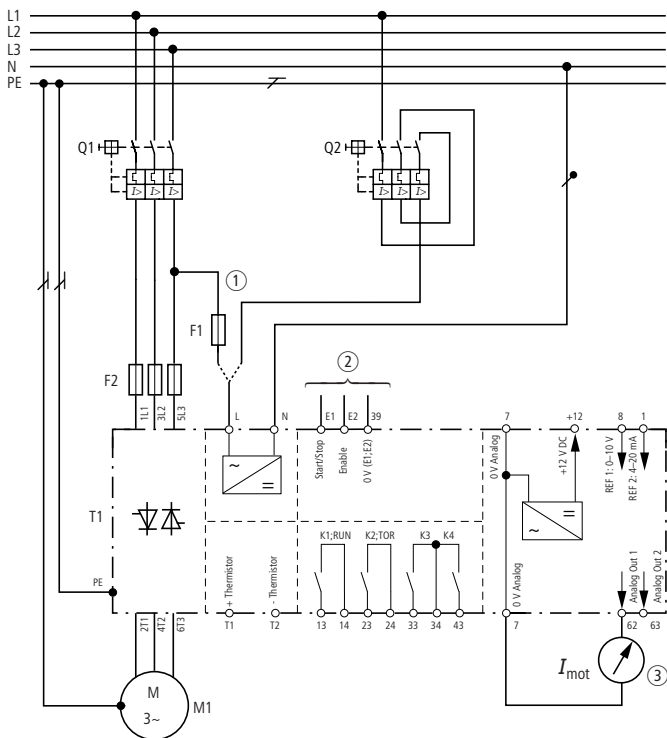 L1
L2
L3
N
PE
Q1
I>
I>
I>
Q2
I>
I>
I>
1
F1
F2
2
1L1
3L2
5L3
L
N
E1
E2
39
7
+12
8
1
~
=
Start/Stop
Enable
0 V (E1;E2)
0 V Analog
+12 V DC
REF 1: 0–10 V
REF 2: 4–20 mA
=
~
T1
K1;RUN
K2;TOR
K3
K4
PE
+ Thermistor
- Thermistor
0 V Analog
Analog Out 1
Analog Out 2
2T1
4T2
6T3
T1
T2
13
14
23
24
33
34
43
7
62
63
M
3~
M1
Imot
3